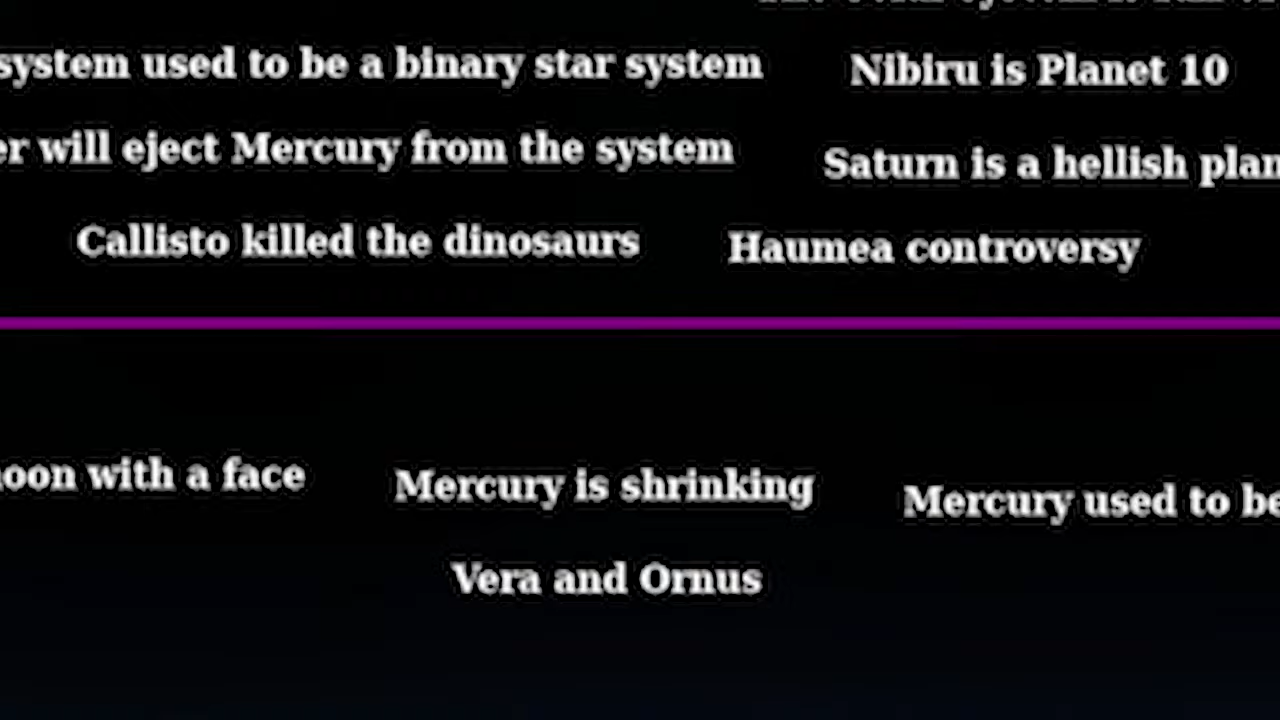 system used to be a binary star system
Nibiru is Planet 10
er will eject Mercury from the system
Saturn is a hellish plan
Callisto killed the dinosaurs
Haumea controversy
oon with a face
Mercury is shrinking
Mercury used to be
Vera and Ornus